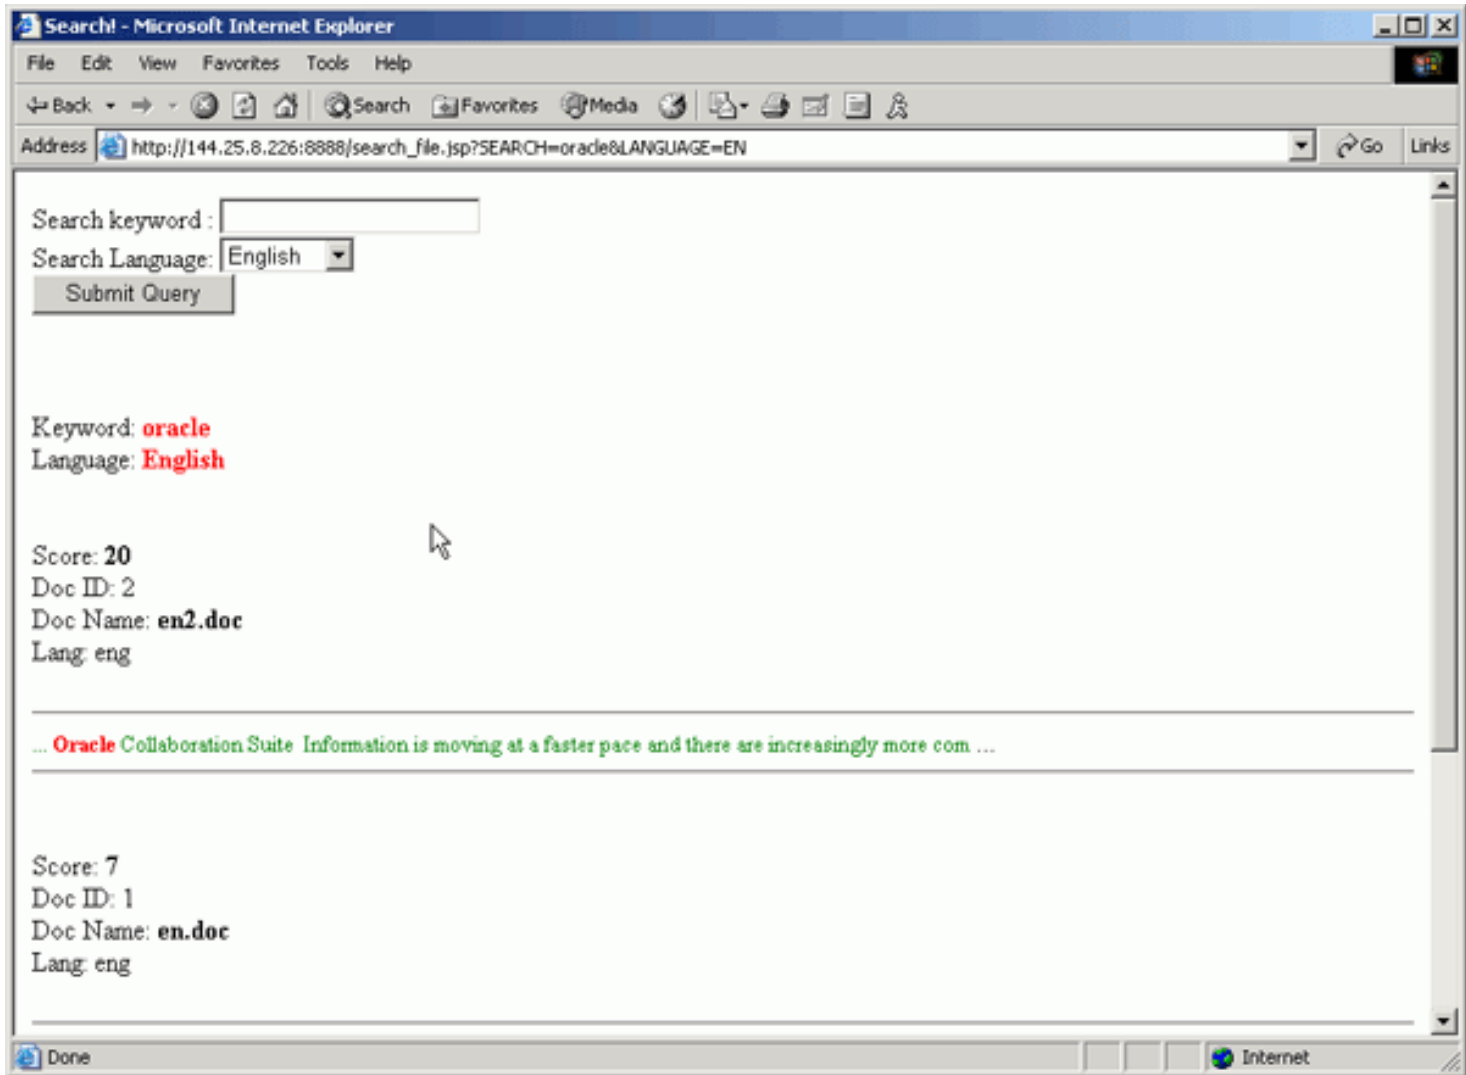 Search! - Microsoft Internet Explorer
File Edit View Favorites Tools Help
Back Search Favorites Media
Address http://144.25.8.226:8888/search_file.jsp?SEARCH=oracle&LANGUAGE=EN Go Links
Search keyword :
Search Language: English
Submit Query
Keyword: oracle
Language: English
Score: 20
Doc ID: 2
Doc Name: en2.doc
Lang: eng
... Oracle Collaboration Suite Information is moving at a faster pace and there are increasingly more com ...
Score: 7
Doc ID: 1
Doc Name: en.doc
Lang: eng
Done Internet